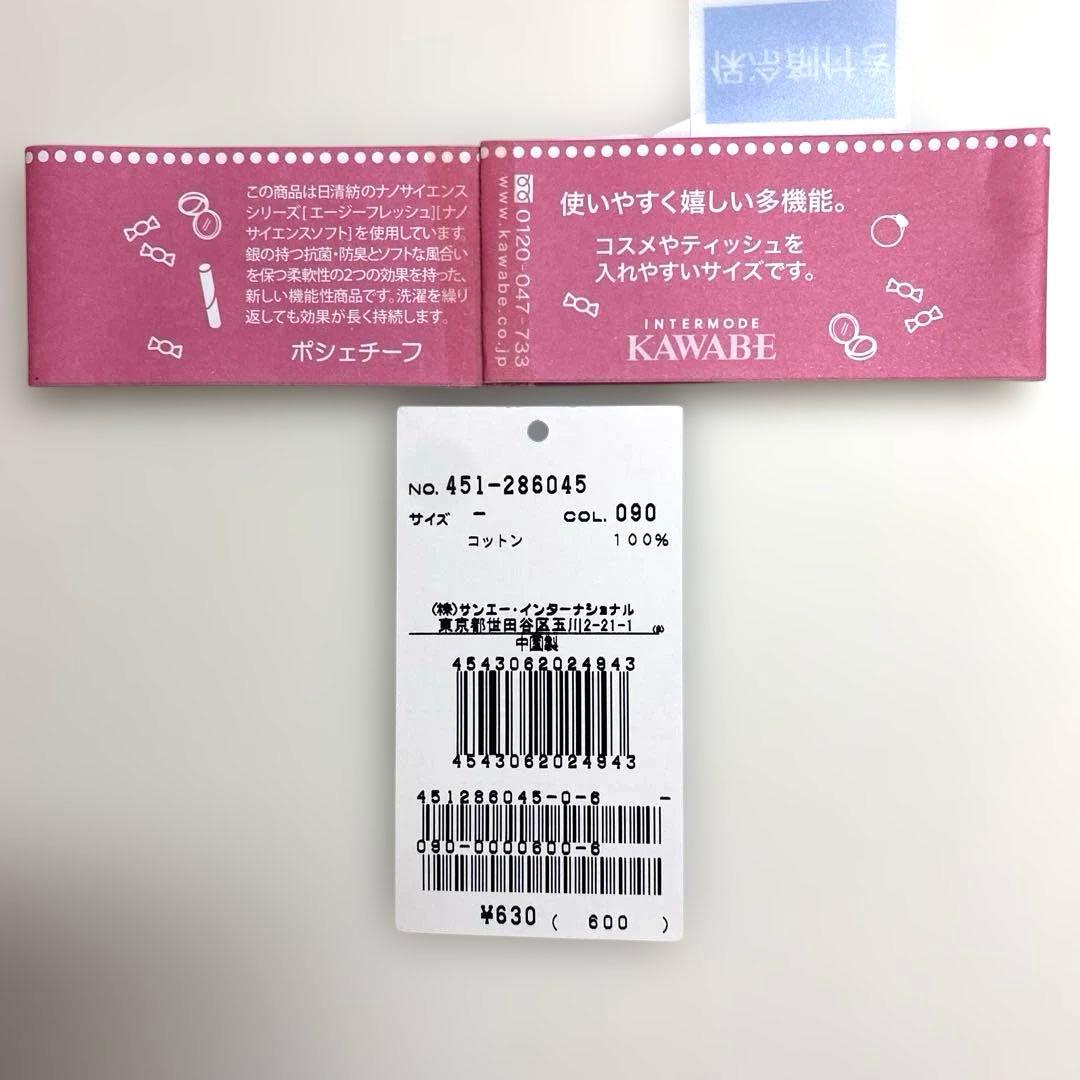 保冷剤付き
この商品は日清紡のナノサイエンス
シリーズ[エージーフレッシュ][ナノ
サイエンスソフト]を使用しています。
銀の持つ抗菌・防臭とソフトな風合い
を保つ柔軟性の2つの効果を持った、
新しい機能性商品です。洗濯を繰り
返しても効果が長く持続します。
ポシェチーフ
0120-047-733
www.kawabe.co.jp
使いやすく嬉しい多機能。
コスメやティッシュを
入れやすいサイズです。
INTERMODE
KAWABE
NO. 451-286045
サイズ - COL. 090
コットン 100%
(株)サンエー・インターナショナル
東京都世田谷区玉川2-21-1
中国製
4543062024943
4543062024943
451286045-0-6 -
090-0000600-6
¥630 ( 600 )